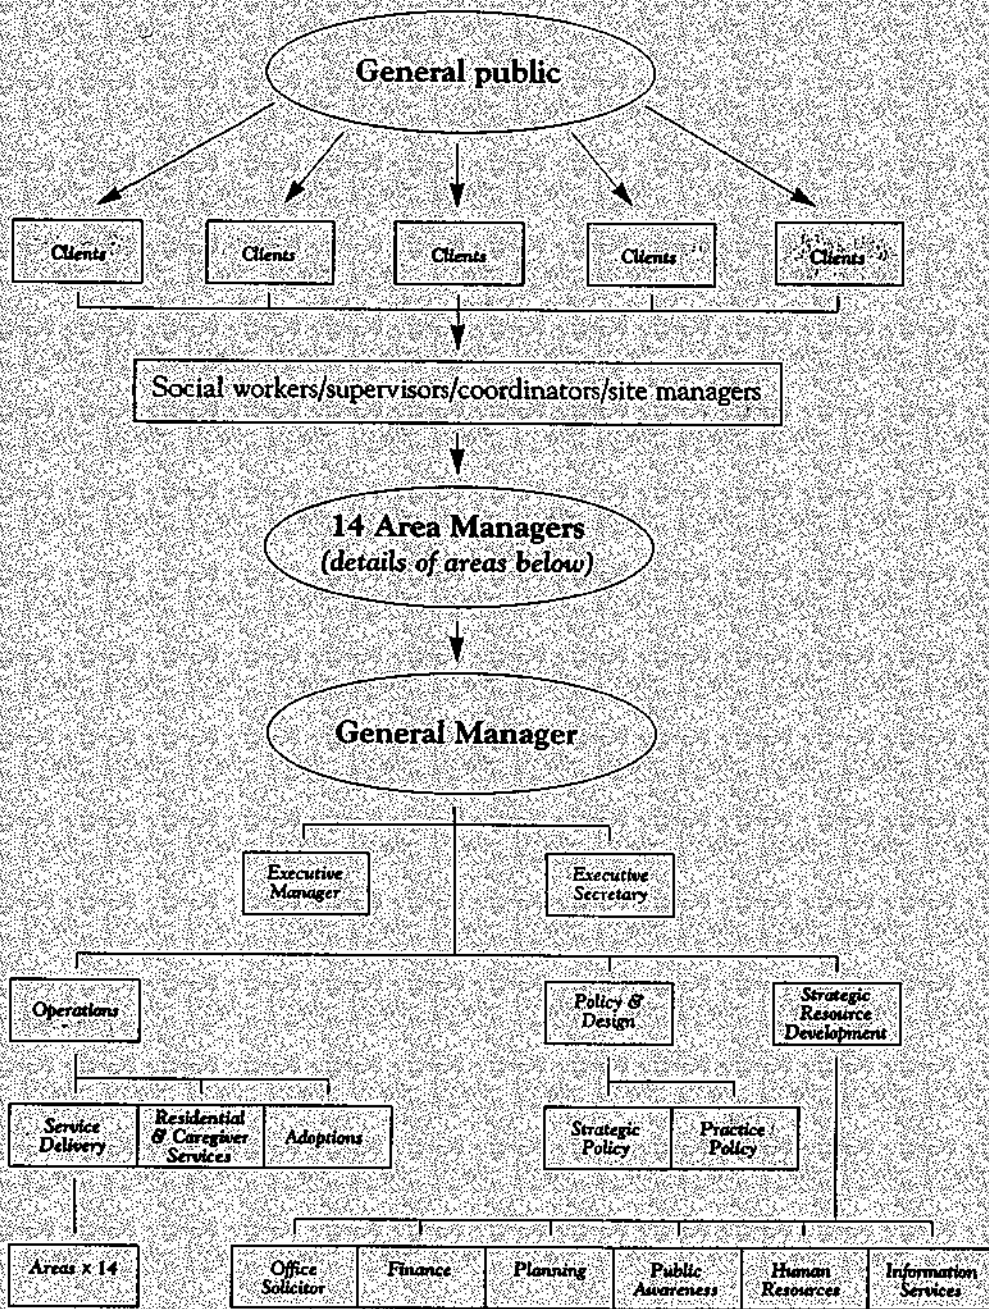 General public
Clients
Clients
Clients
Clients
Clients
Social workers/supervisors/coordinators/site managers
14 Area Managers
(details of areas below)
General Manager
Executive
Manager
Executive
Secretary
Operations
Policy &
Design
Strategic
Resource
Development
Service
Delivery
Residential
& Caregiver
Services
Adoptions
Strategic
Policy
Practice
Policy
Areas x 14
Office
Solicitor
Finance
Planning
Public
Awareness
Human
Resources
Information
Services